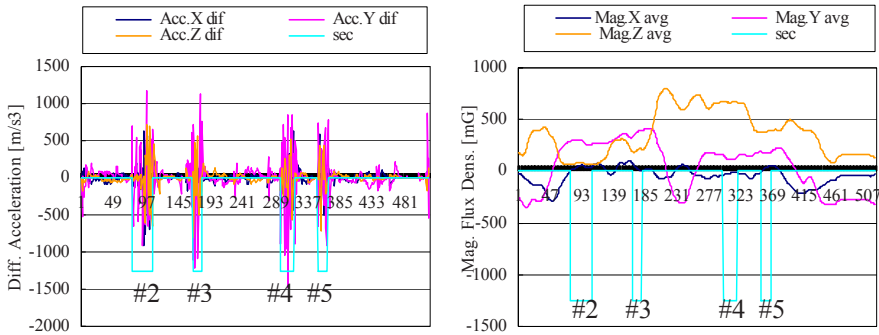 Acc.X dif
Acc.Y dif
Acc.Z dif
sec
Diff. Acceleration [m/s3]
1500
1000
500
0
-500
-1000
-1500
-2000
1 49 97 145 193 241 289 337 385 433 481
#2 #3 #4 #5
Mag.X avg
Mag.Y avg
Mag.Z avg
sec
Mag. Flux Dens. [mG]
1000
500
0
-500
-1000
-1500
1 47 93 139 185 231 277 323 369 415 461 507
#2 #3 #4 #5